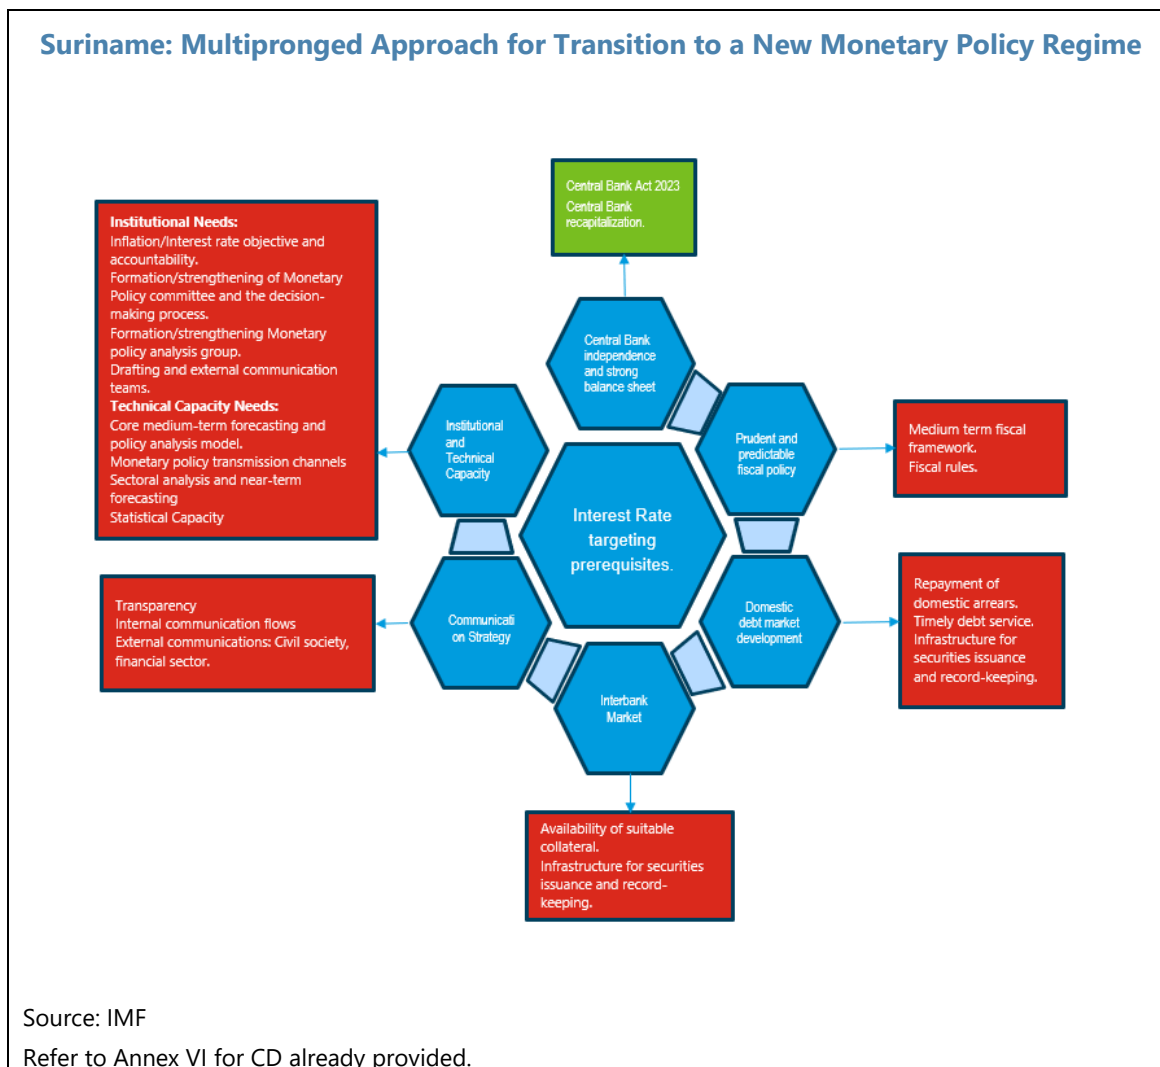 Suriname: Multipronged Approach for Transition to a New Monetary Policy Regime
Central Bank Act 2023
Central Bank
recapitalization.
Institutional Needs:
Inflation/Interest rate objective and
accountability.
Formation/strengthening of Monetary
Policy committee and the decision-
making process.
Formation/strengthening Monetary
policy analysis group.
Drafting and external communication
teams.
Technical Capacity Needs:
Core medium-term forecasting and
policy analysis model.
Monetary policy transmission channels
Sectoral analysis and near-term
forecasting
Statistical Capacity
Central Bank
independence
and strong
balance sheet
Institutional
and
Technical
Capacity
Prudent and
predictable
fiscal policy
Medium term fiscal
framework.
Fiscal rules.
Interest Rate
targeting
prerequisites.
Transparency
Internal communication flows
External communications: Civil society,
financial sector.
Communicati
on Strategy
Domestic
debt market
development
Repayment of
domestic arrears.
Timely debt service.
Infrastructure for
securities issuance
and record-keeping.
Interbank
Market
Availability of suitable
collateral.
Infrastructure for securities
issuance and record-
keeping.
Source: IMF
Refer to Annex VI for CD already provided.